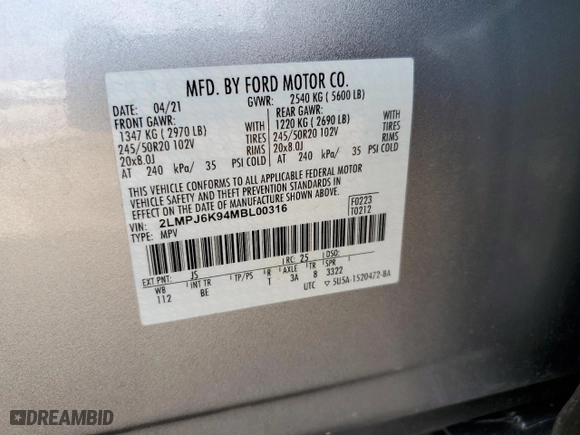 MFD. BY FORD MOTOR CO.
DATE: 04/21 GVWR: 2540 KG (5600 LB)
FRONT GAWR: REAR GAWR:
1347 KG (2970 LB) WITH 1220 KG (2690 LB) WITH
245/50R20 102V TIRES 245/50R20 102V TIRES
20x8.0J RIMS 20x8.0J RIMS
AT 240 kPa/ 35 PSI COLD AT 240 kPa/ 35 PSI COLD
THIS VEHICLE CONFORMS TO ALL APPLICABLE FEDERAL MOTOR
VEHICLE SAFETY AND THEFT PREVENTION STANDARDS IN
EFFECT ON THE DATE OF MANUFACTURE SHOWN ABOVE.
VIN: 2LMPJ6K94MBL00316 F0223
TYPE: MPV T0212
EXT PNT: JS RC: 25 DSO:
WB INT TR TP/PS R AXLE TR SPR
112 BE T 3A 8 3322
UTC ▽ 5U5A-1520472-BA
DREAMBID